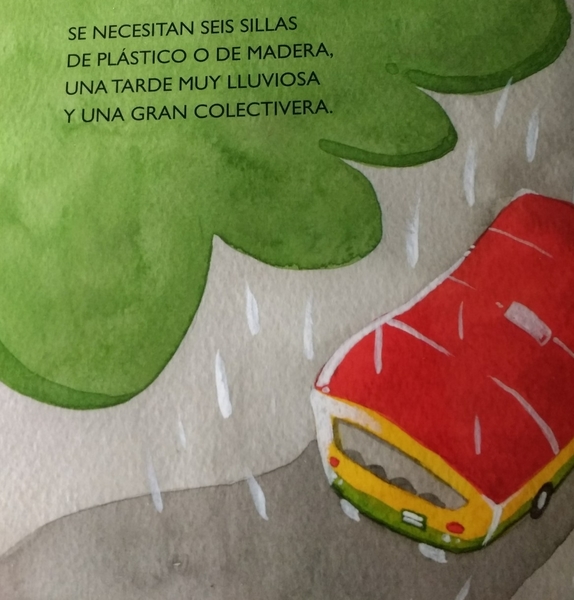 SE NECESITAN SEIS SILLAS
DE PLÁSTICO O DE MADERA,
UNA TARDE MUY LLUVIOSA
Y UNA GRAN COLECTIVERA.